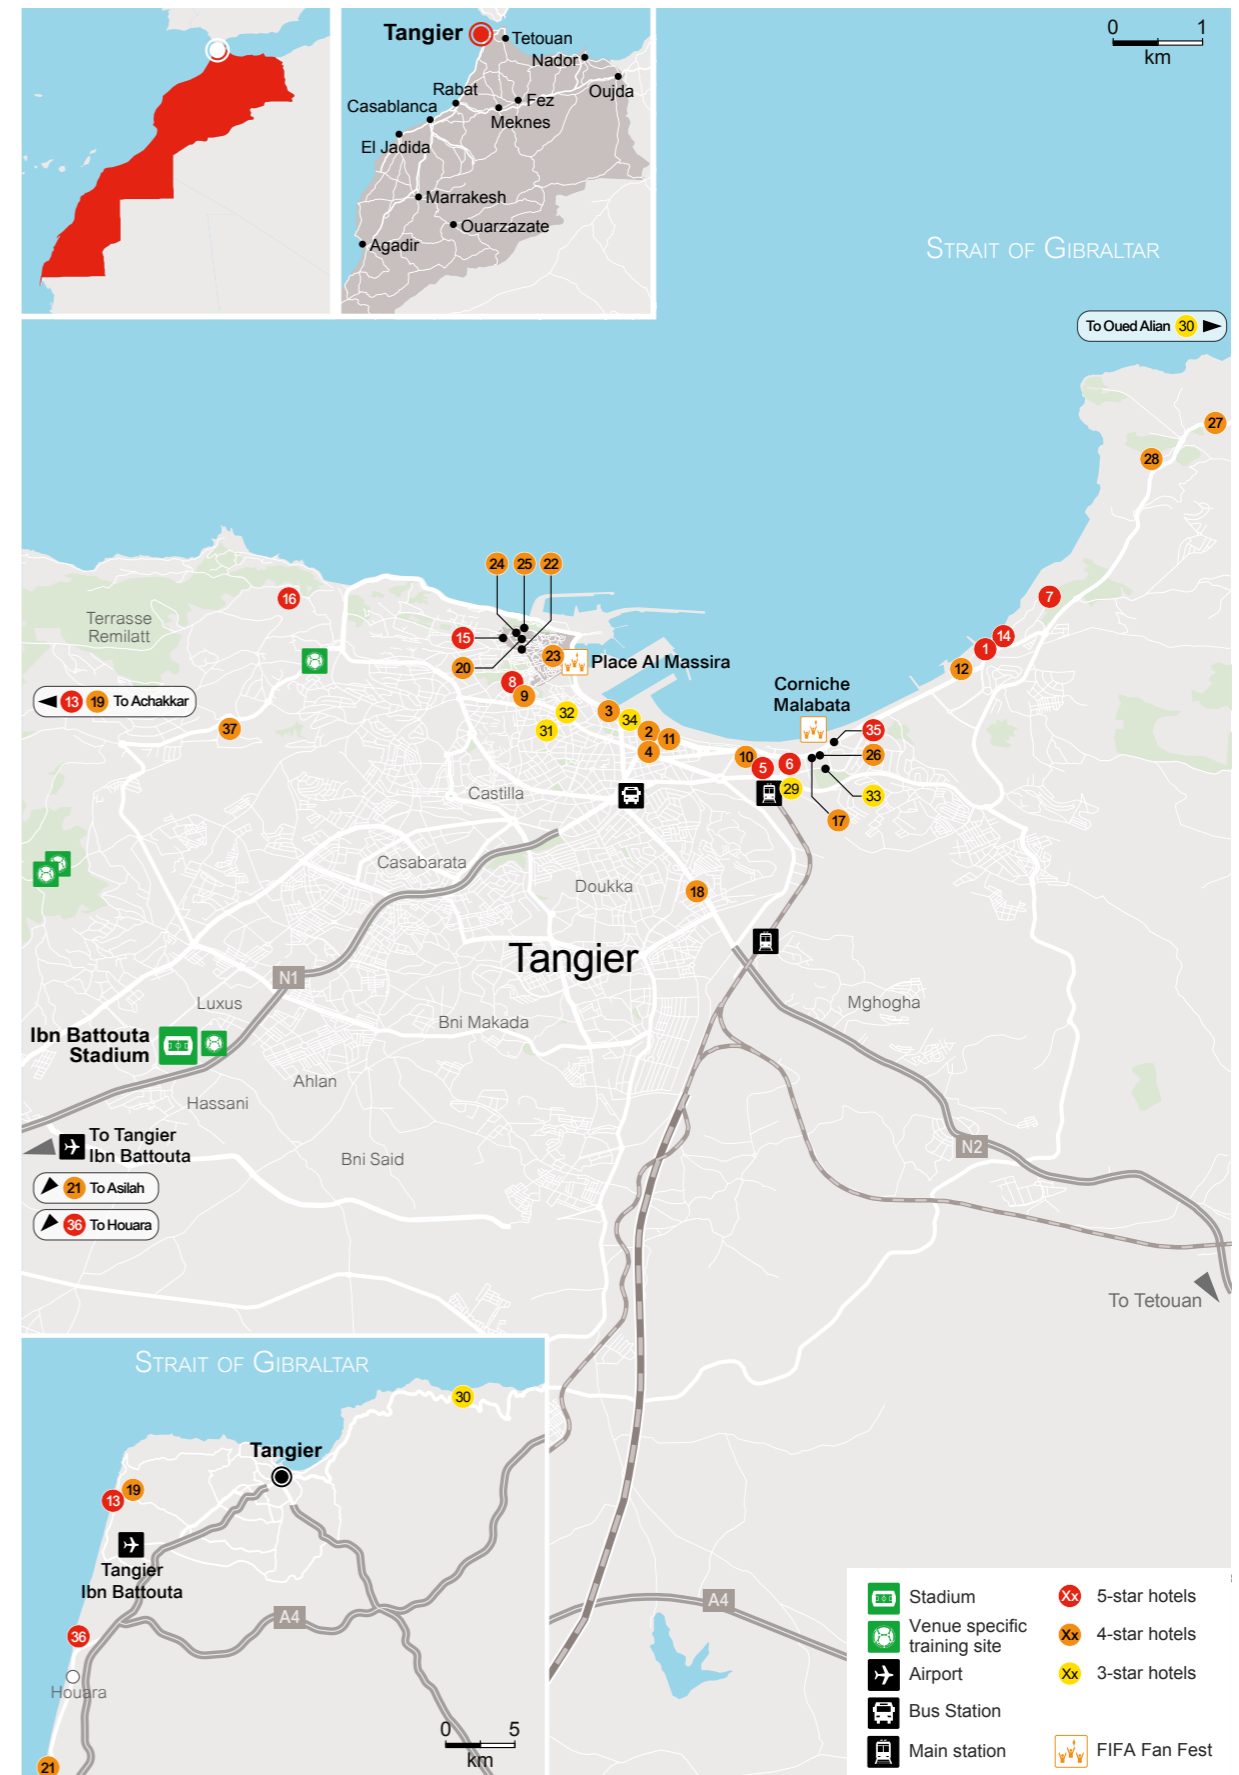 Tangier
Tetouan
Nador
Oujda
Rabat
Fez
Casablanca
Meknes
El Jadida
Marrakesh
Ouarzazate
Agadir
0 1
km
STRAIT OF GIBRALTAR
To Oued Alian 30
27
28
24 25 22
16
7
Terrasse
Remilatt
15
14
1
20
23
Place Al Massira
12
8
9
Corniche
Malabata
13 19 To Achakkar
37
32
31
3
34
2
11
4
35
10
5
6
26
29
33
17
Castilla
Casabarata
Doukka
18
Tangier
N1
Luxus
Bni Makada
Mghogha
Ibn Battouta
Stadium
Ahlan
Hassani
To Tangier
Ibn Battouta
Bni Said
N2
21 To Asilah
36 To Houara
To Tetouan
STRAIT OF GIBRALTAR
30
Tangier
19
13
Tangier
Ibn Battouta
A4
36
Houara
0 5
km
21
A4
Stadium
Venue specific
training site
Airport
Bus Station
Main station
Xx 5-star hotels
Xx 4-star hotels
Xx 3-star hotels
FIFA Fan Fest